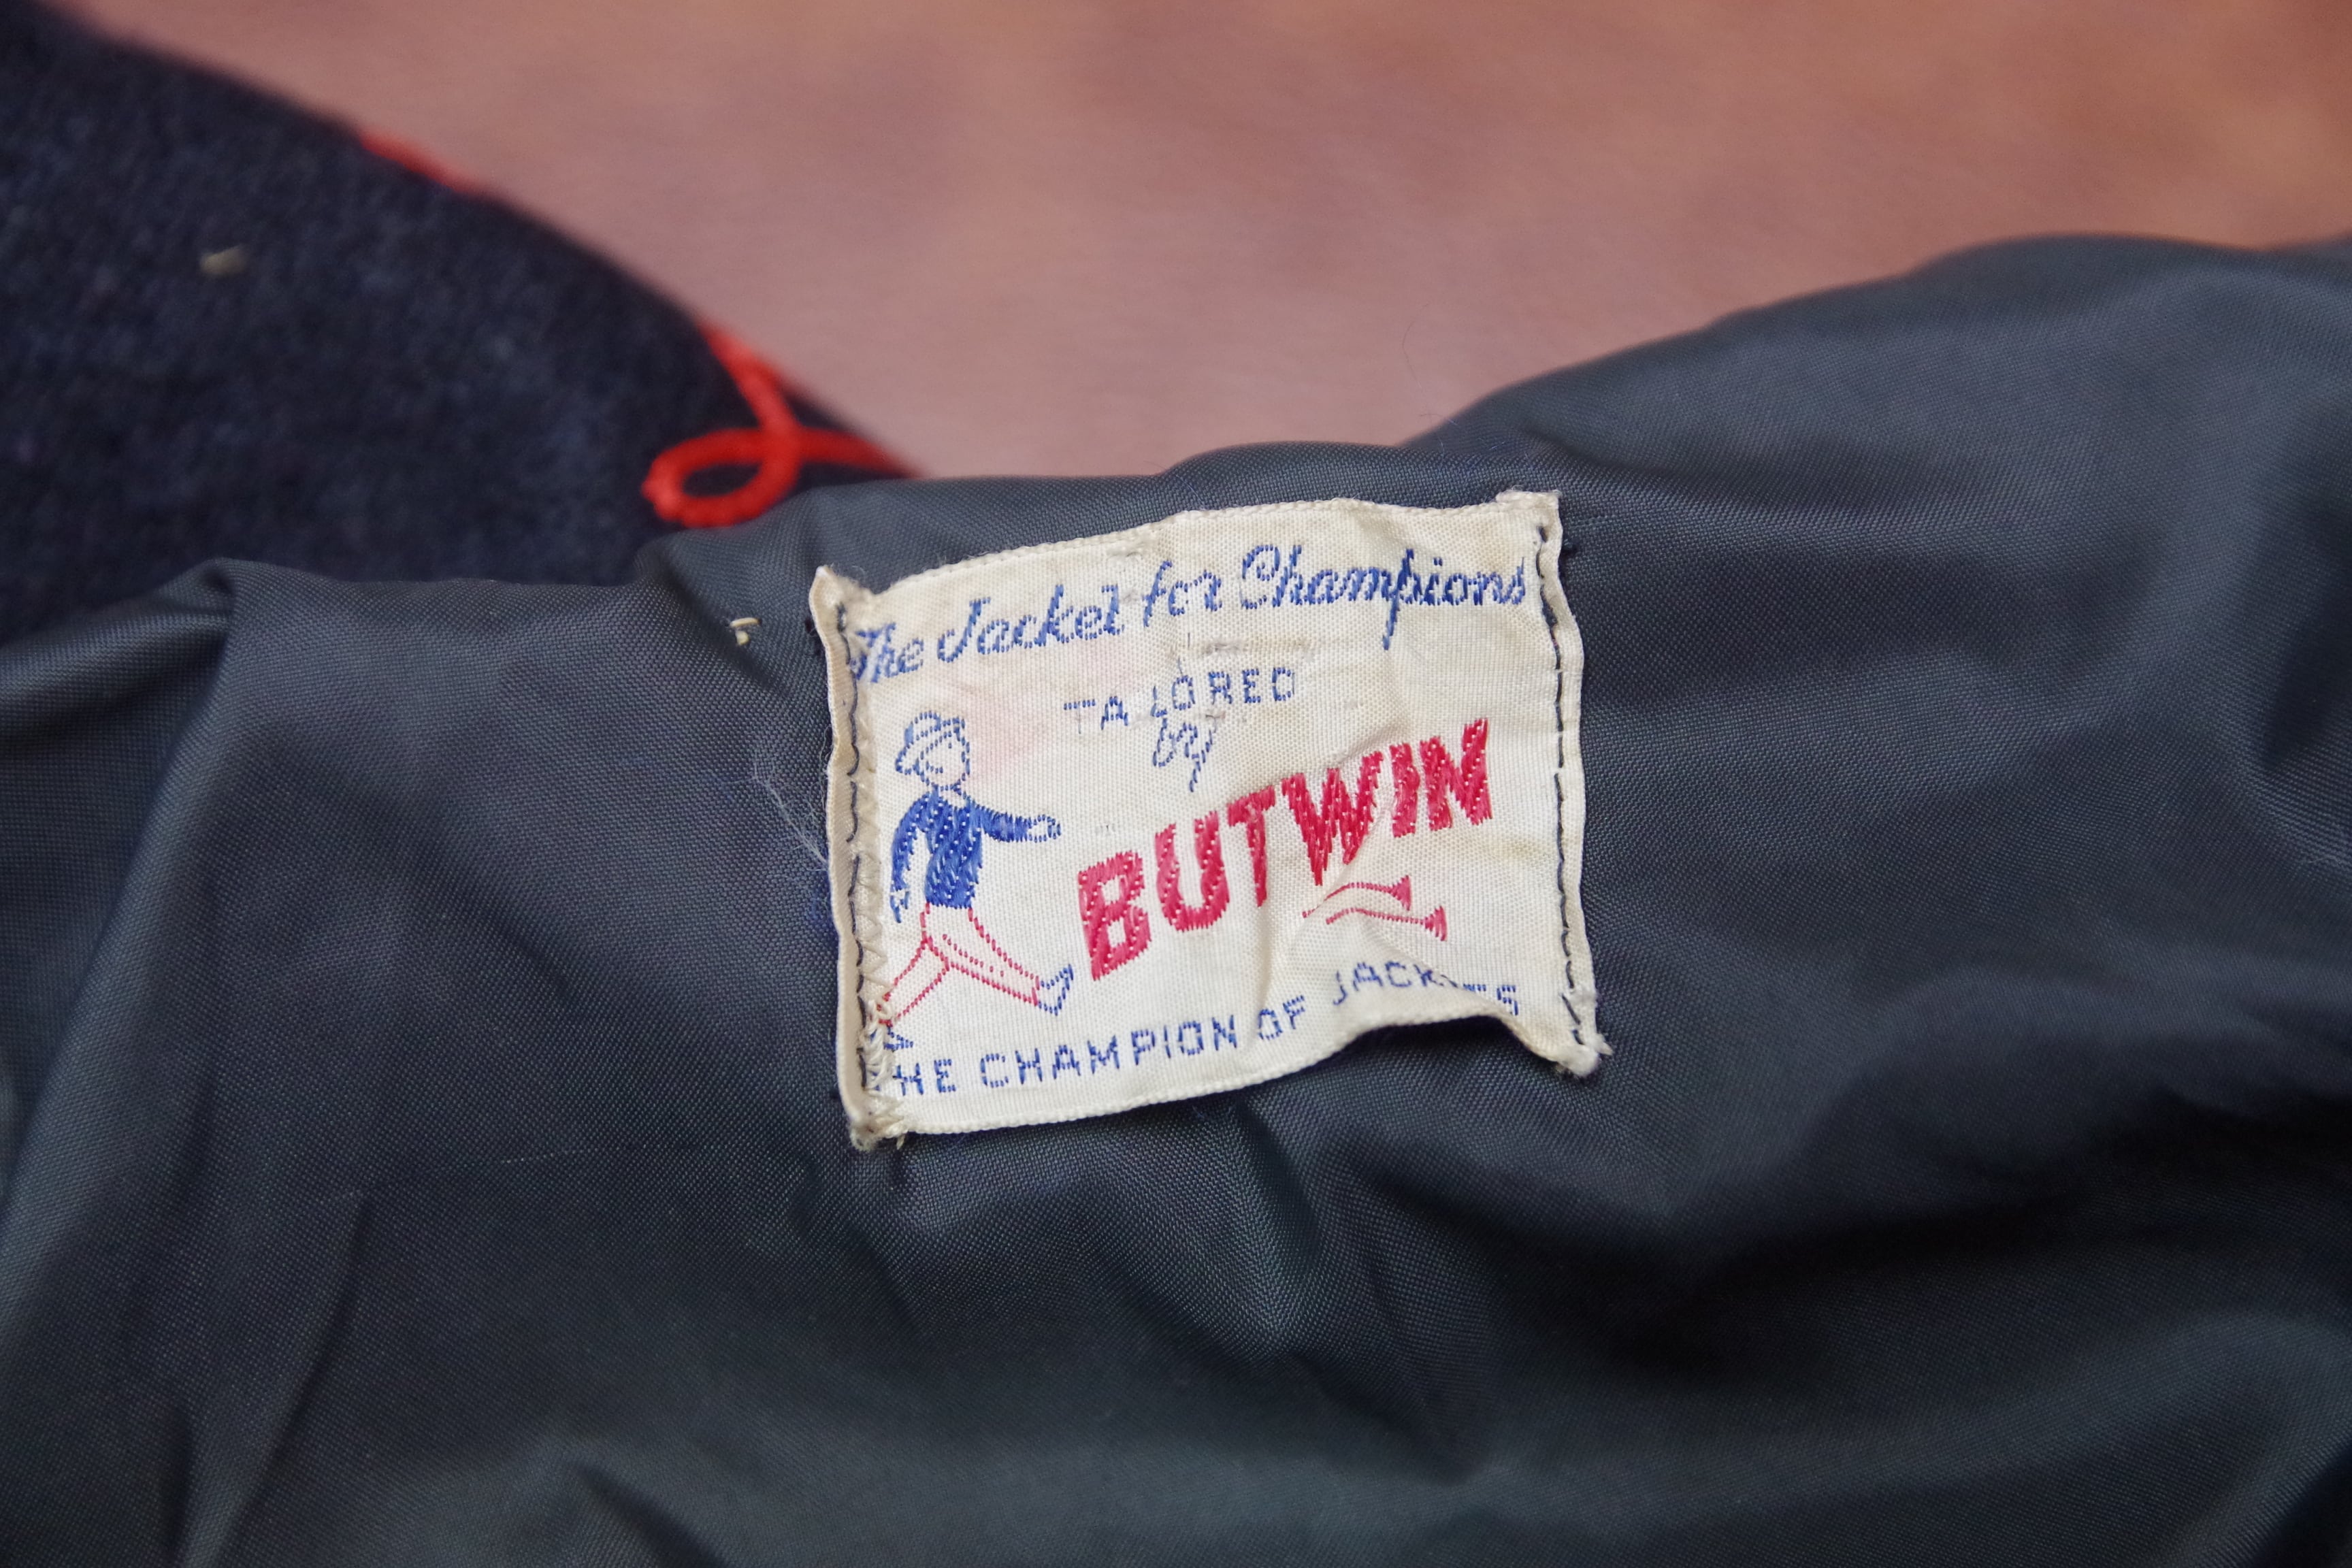 The Jacket for Champions
TAILORED
by
BUTWIN
THE CHAMPION OF JACKETS